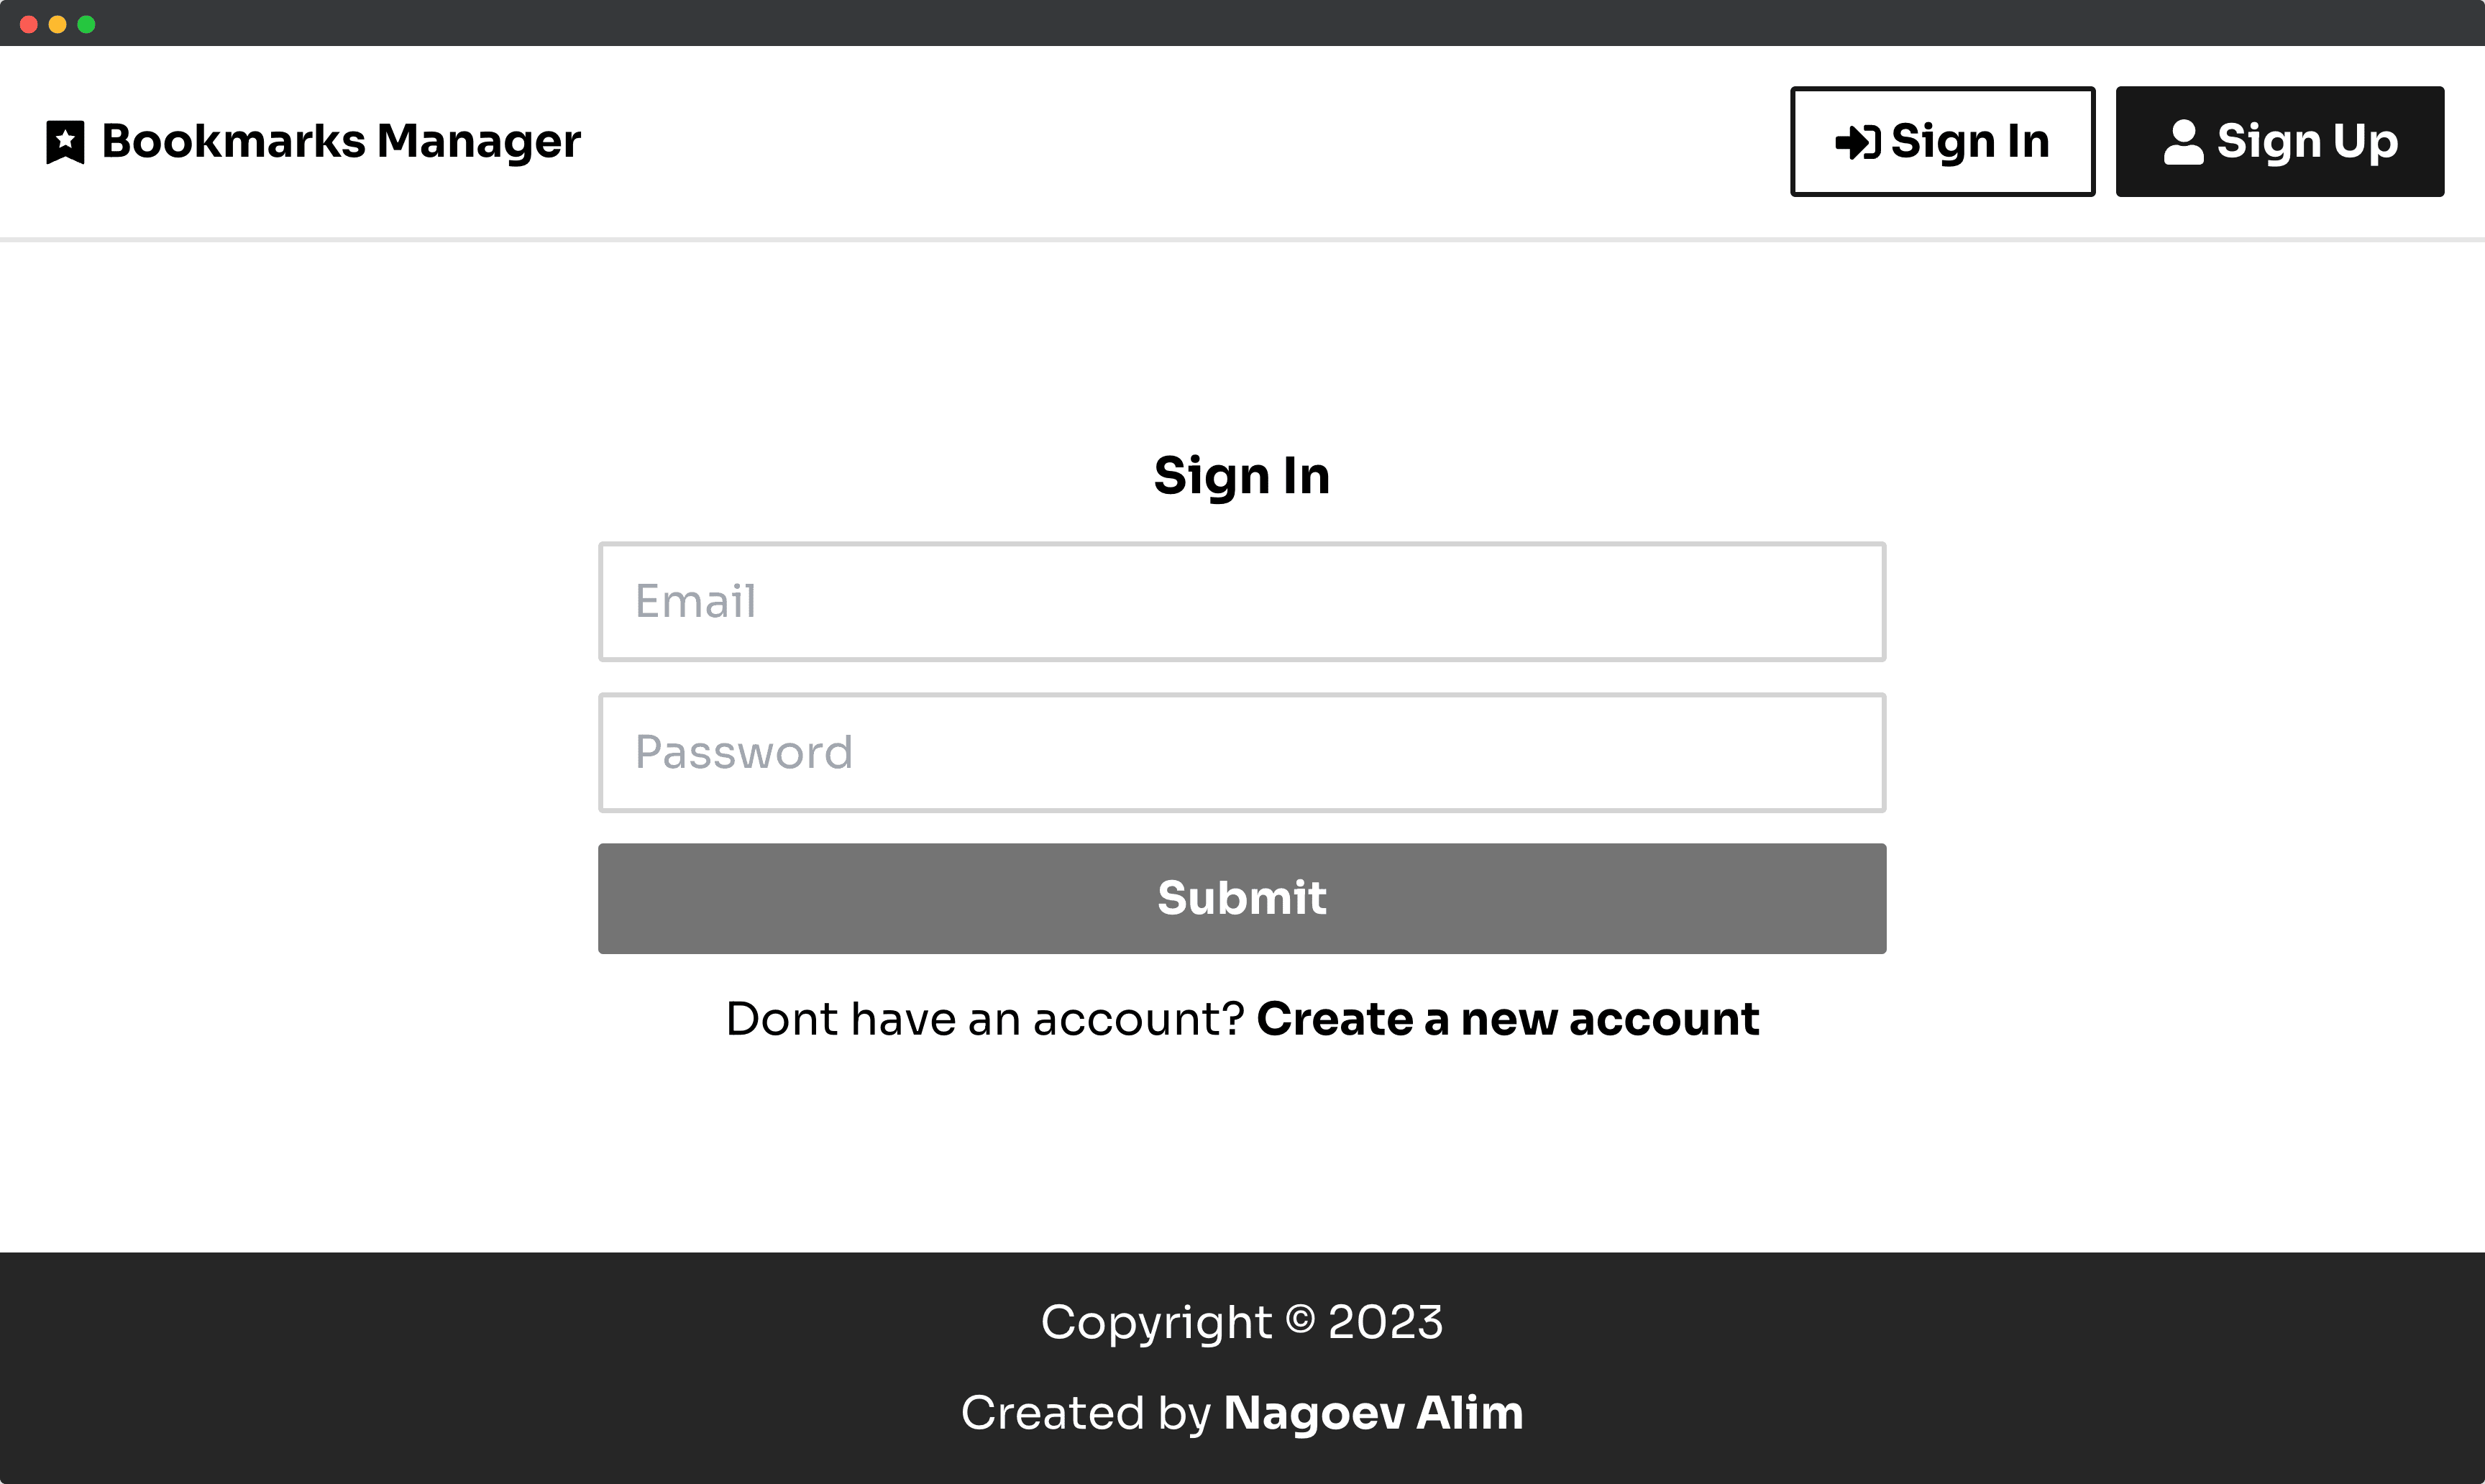 Bookmarks Manager
Sign In
Sign Up
Sign In
Email
Password
Submit
Dont have an account? Create a new account
Copyright © 2023
Created by Nagoev Alim